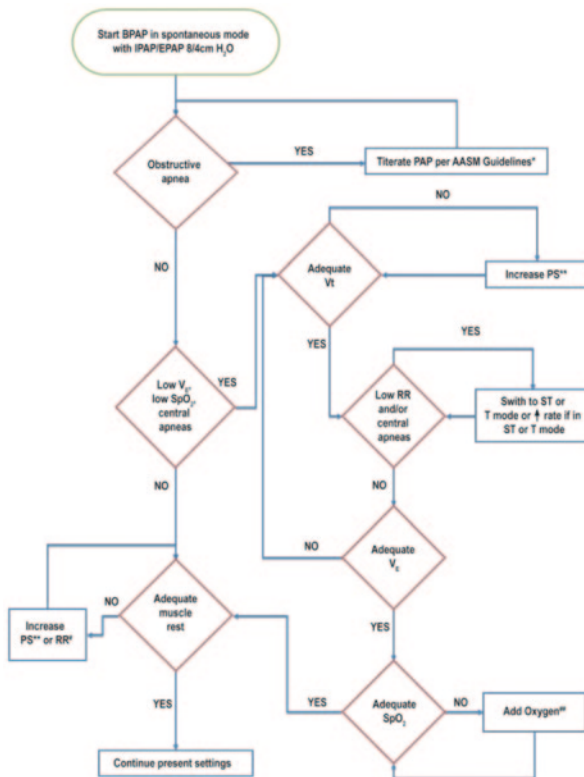 Start BPAP in spontaneous mode
with IPAP/EPAP 8/4cm H₂O
Obstructive
apnea
YES
Titerate PAP per AASM Guidelines*
NO
NO
Adequate
Vt
Increase PS**
YES
YES
Low V_E,
low SpO₂,
central
apneas
YES
Low RR
and/or
central
apneas
Swith to ST or
T mode or ↑ rate if in
ST or T mode
NO
NO
NO
Adequate
V_E
Adequate
muscle
rest
NO
Increase
PS** or RR#
YES
YES
Adequate
SpO₂
NO
Add Oxygen##
YES
Continue present settings